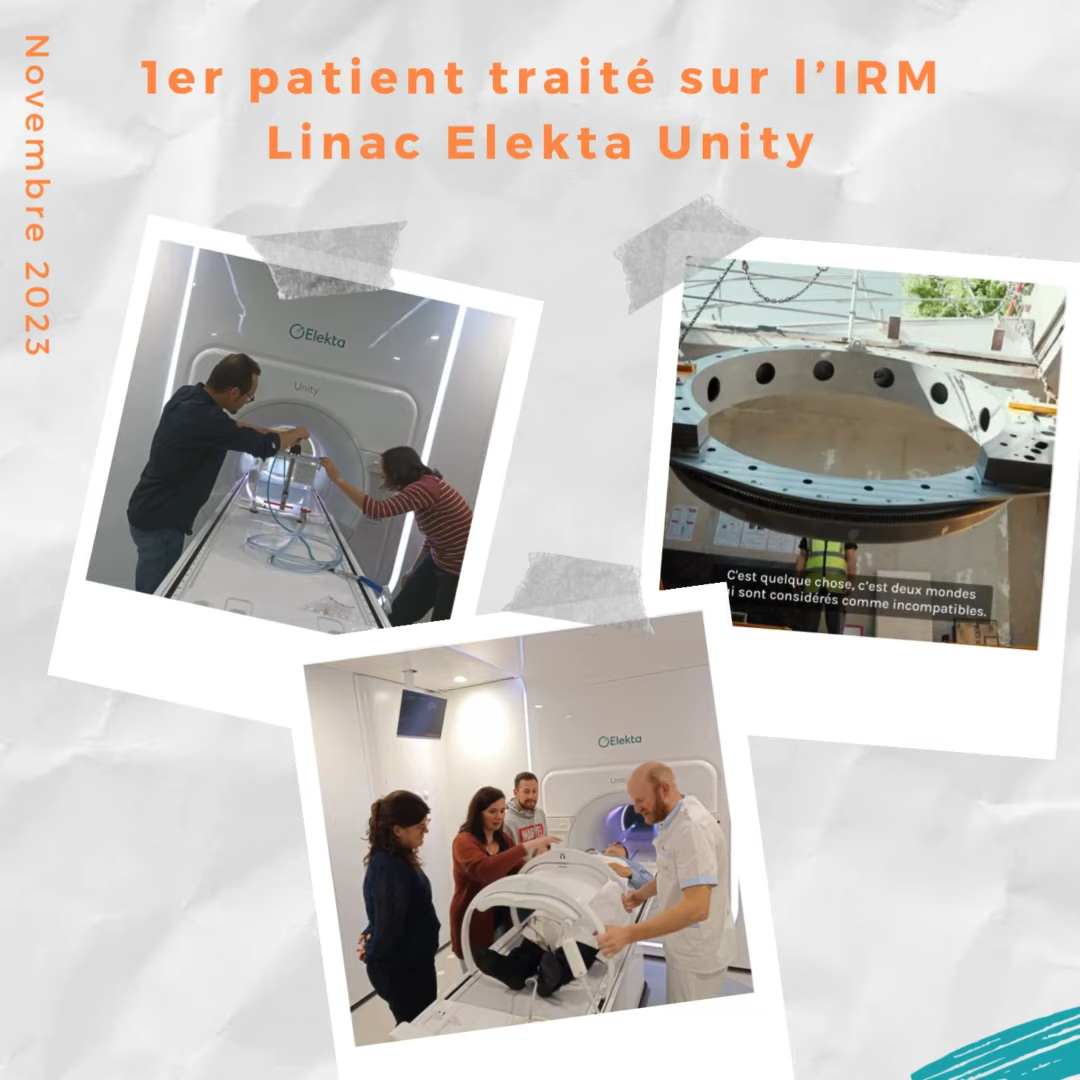 Novembre 2023
1er patient traité sur l’IRM
Linac Elekta Unity
Elekta
Unity
C'est quelque chose, c'est deux mondes
i sont considérés comme incompatibles.
Elekta
Unit